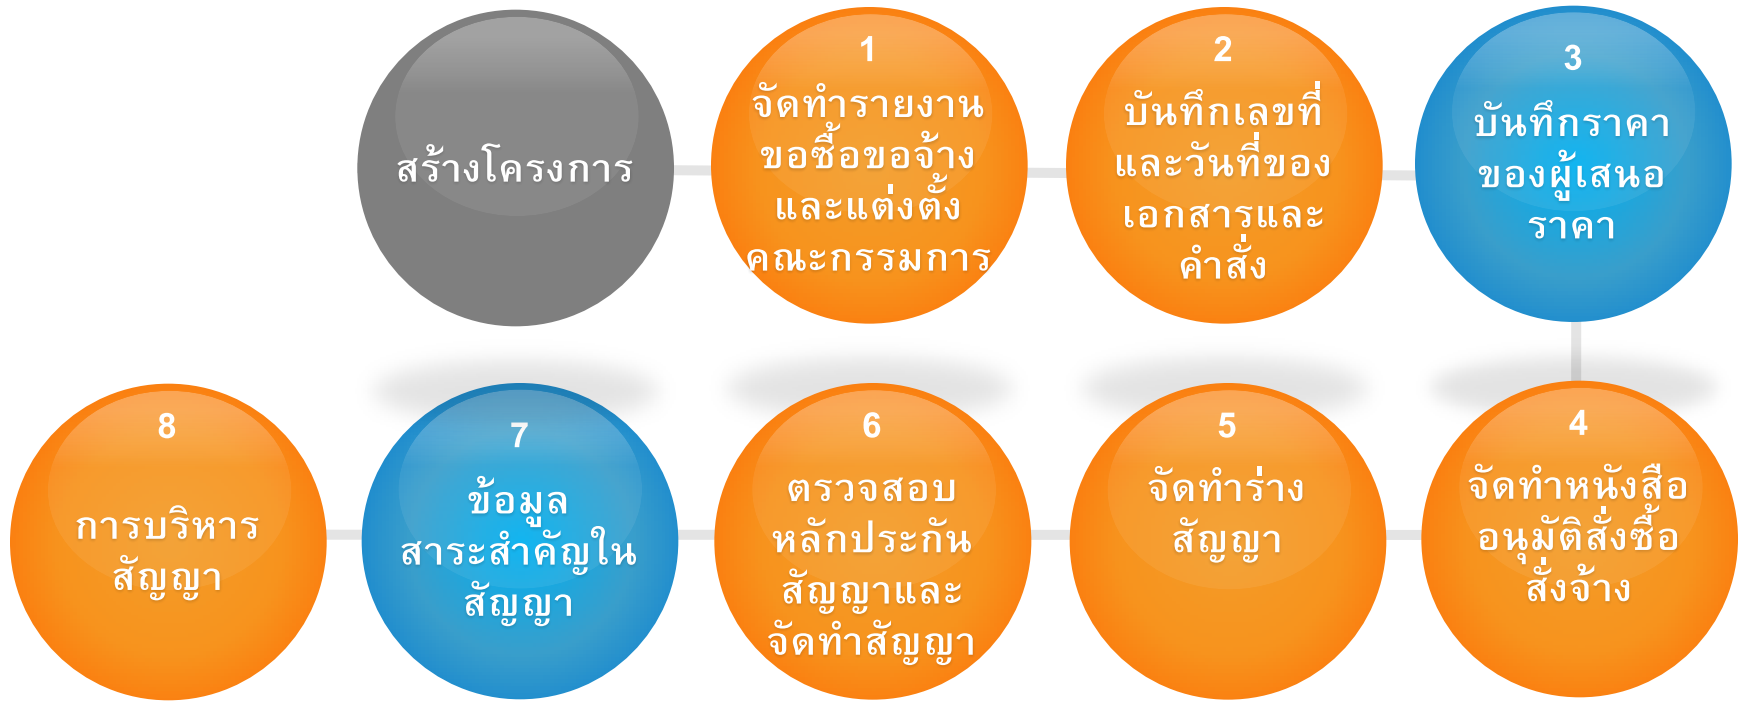 สร้างโครงการ
1
จัดทำรายงาน
ขอซื้อขอจ้าง
และแต่งตั้ง
คณะกรรมการ
2
บันทึกเลขที่
และวันที่ของ
เอกสารและ
คำสั่ง
3
บันทึกราคา
ของผู้เสนอ
ราคา
4
จัดทำหนังสือ
อนุมัติสั่งซื้อ
สั่งจ้าง
5
จัดทำร่าง
สัญญา
6
ตรวจสอบ
หลักประกัน
สัญญาและ
จัดทำสัญญา
7
ข้อมูล
สาระสำคัญใน
สัญญา
8
การบริหาร
สัญญา